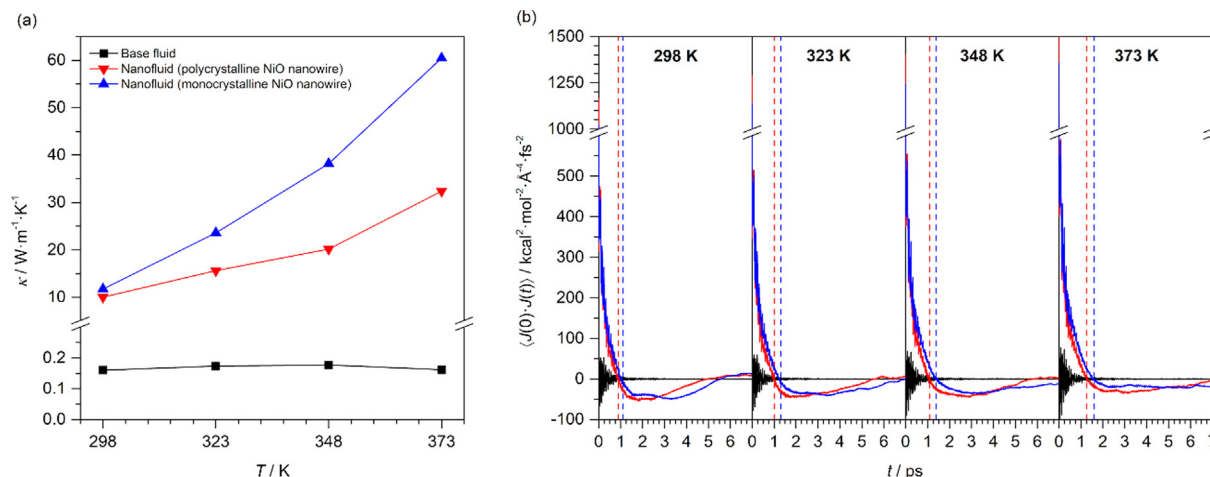 (a)
60
50
40
30
20
10
0.2
0.1
0.0
298
323
348
373
κ / W·m⁻¹·K⁻¹
T / K
Base fluid
Nanofluid (polycrystalline NiO nanowire)
Nanofluid (monocrystalline NiO nanowire)
(b)
1500
1250
1000
500
400
300
200
100
0
-100
⟨J(0)·J(t)⟩ / kcal²·mol⁻²·Å⁻⁴·fs⁻²
298 K
323 K
348 K
373 K
0 1 2 3 4 5 6
0 1 2 3 4 5 6
0 1 2 3 4 5 6
0 1 2 3 4 5 6 7
t / ps